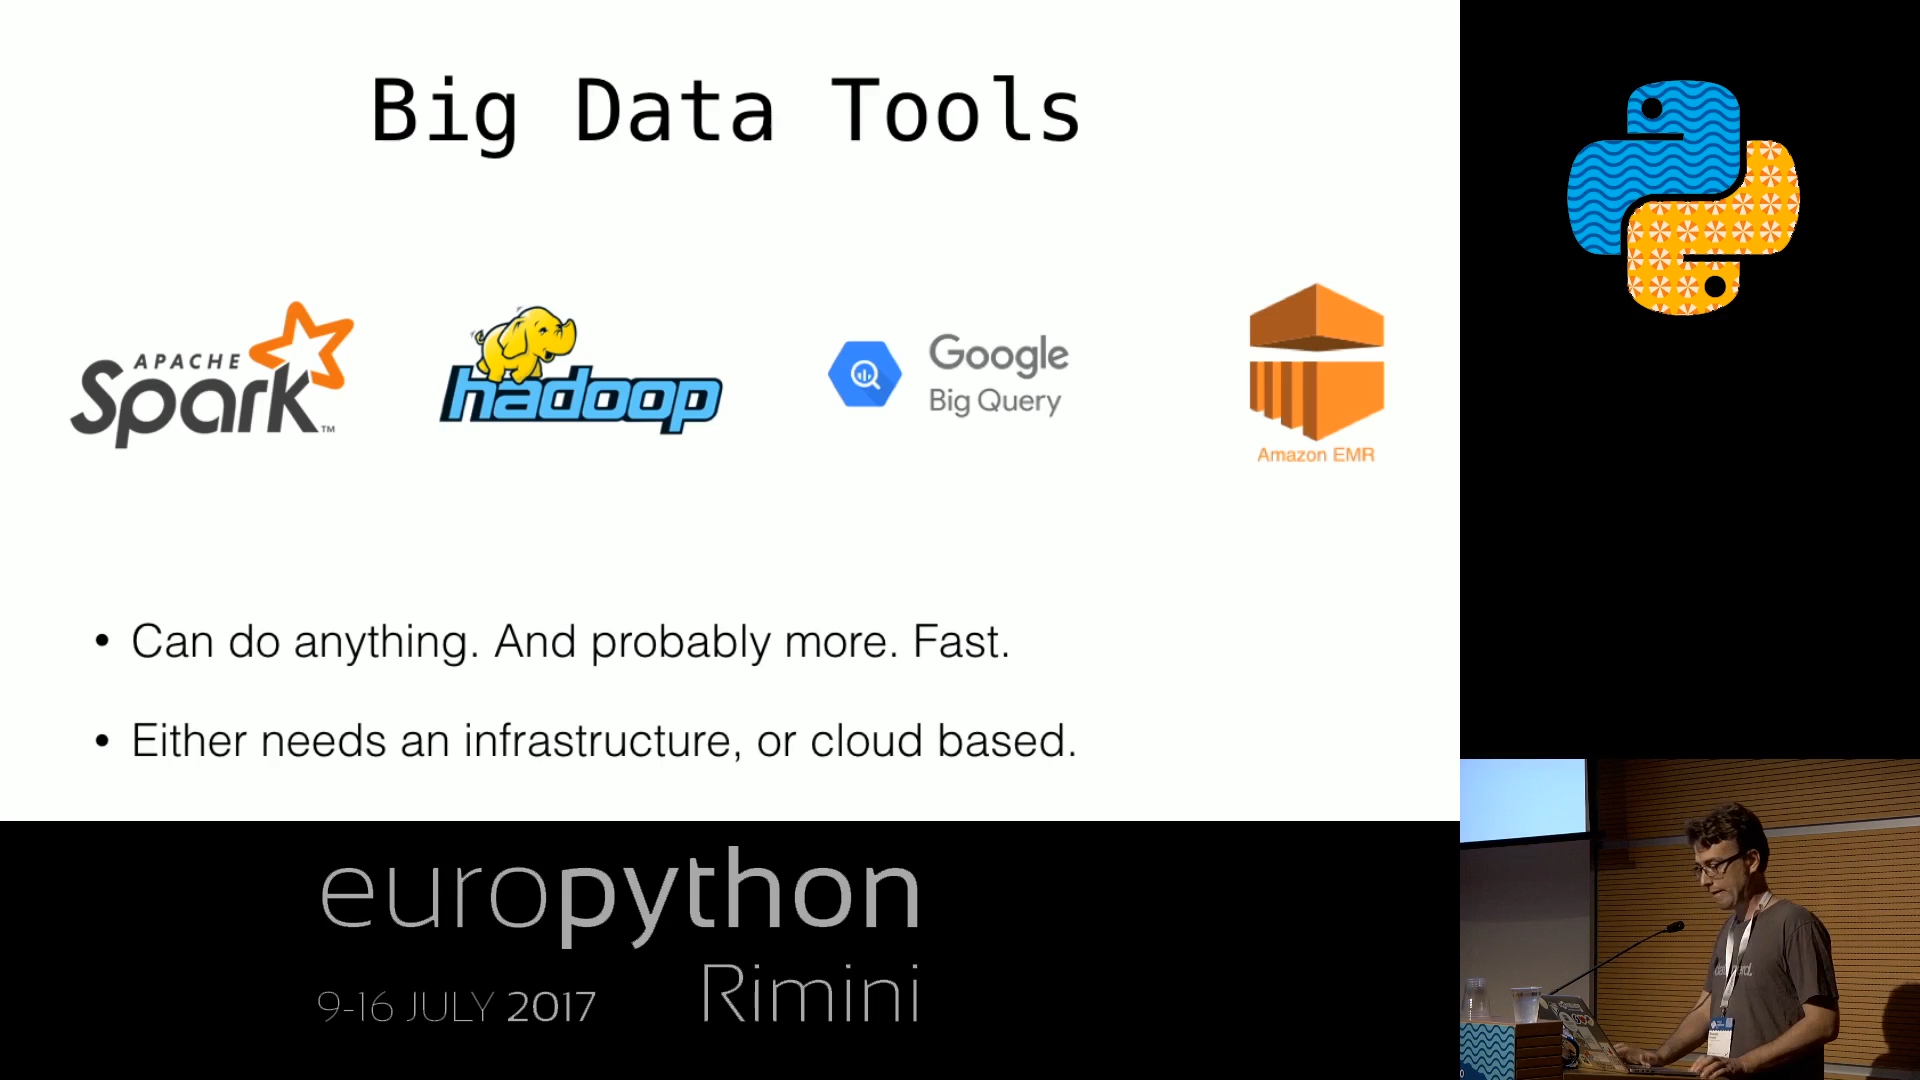 Big Data Tools
APACHE
Spark™
hadoop
Google
Big Query
Amazon EMR
• Can do anything. And probably more. Fast.
• Either needs an infrastructure, or cloud based.
europython
Rimini
9-16 JULY 2017